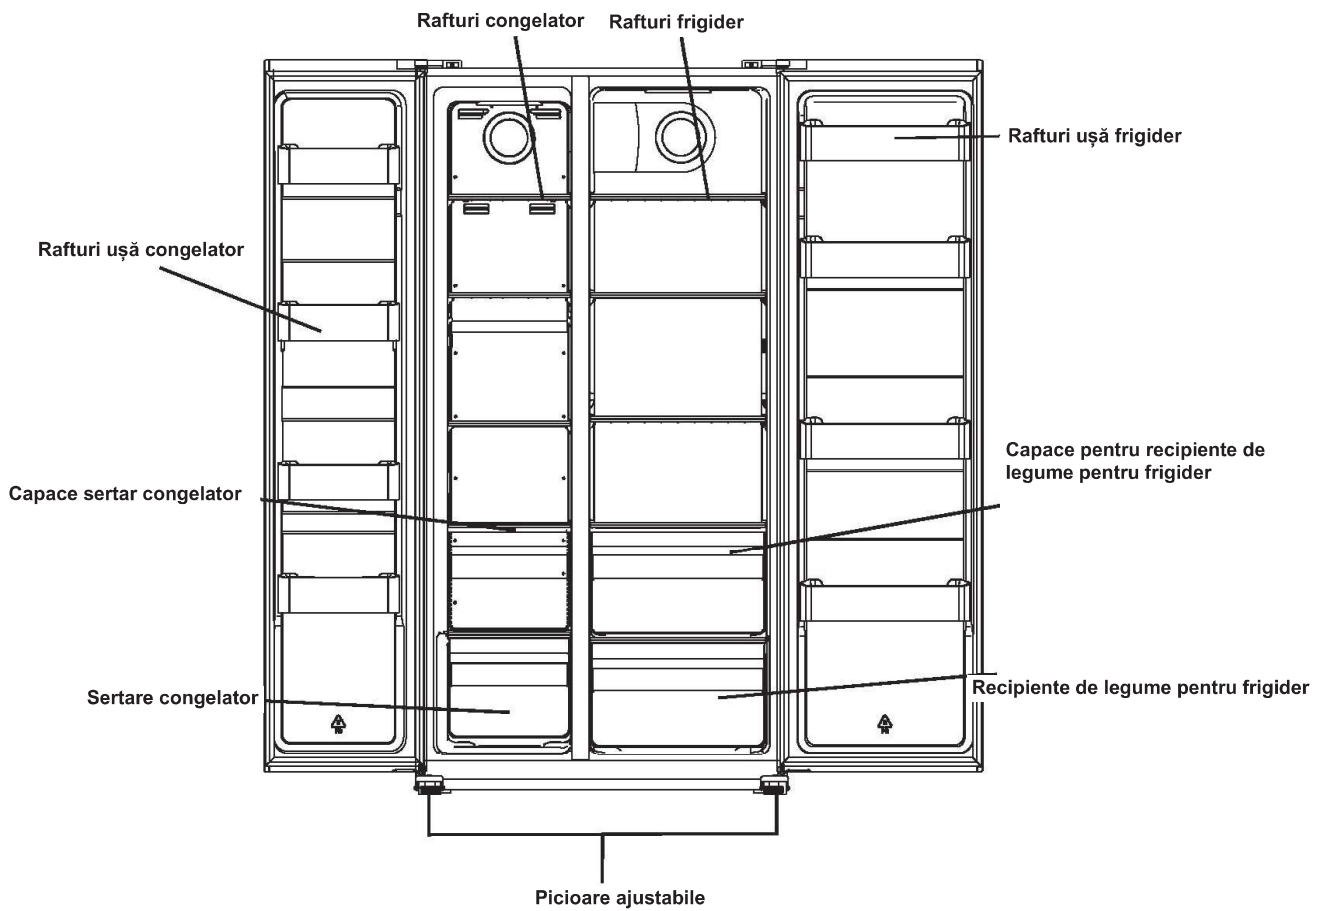 Rafturi congelator
Rafturi frigider
Rafturi ușă frigider
Rafturi ușă congelator
Capace pentru recipiente de
legume pentru frigider
Capace sertar congelator
Recipiente de legume pentru frigider
Sertare congelator
Picioare ajustabile